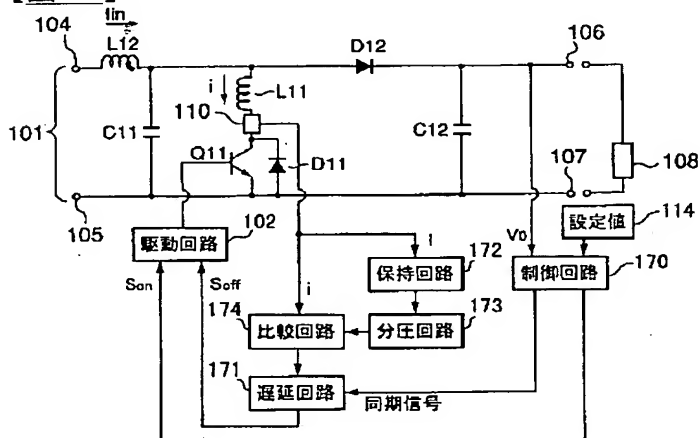 Iin
104
L12
D12
106
i
L11
110
101
C11
C12
Q11
D11
108
107
105
102
駆動回路
設定値
114
i
172
V0
Son
Soff
保持回路
制御回路
170
i
174
比較回路
分圧回路
173
171
遅延回路
同期信号